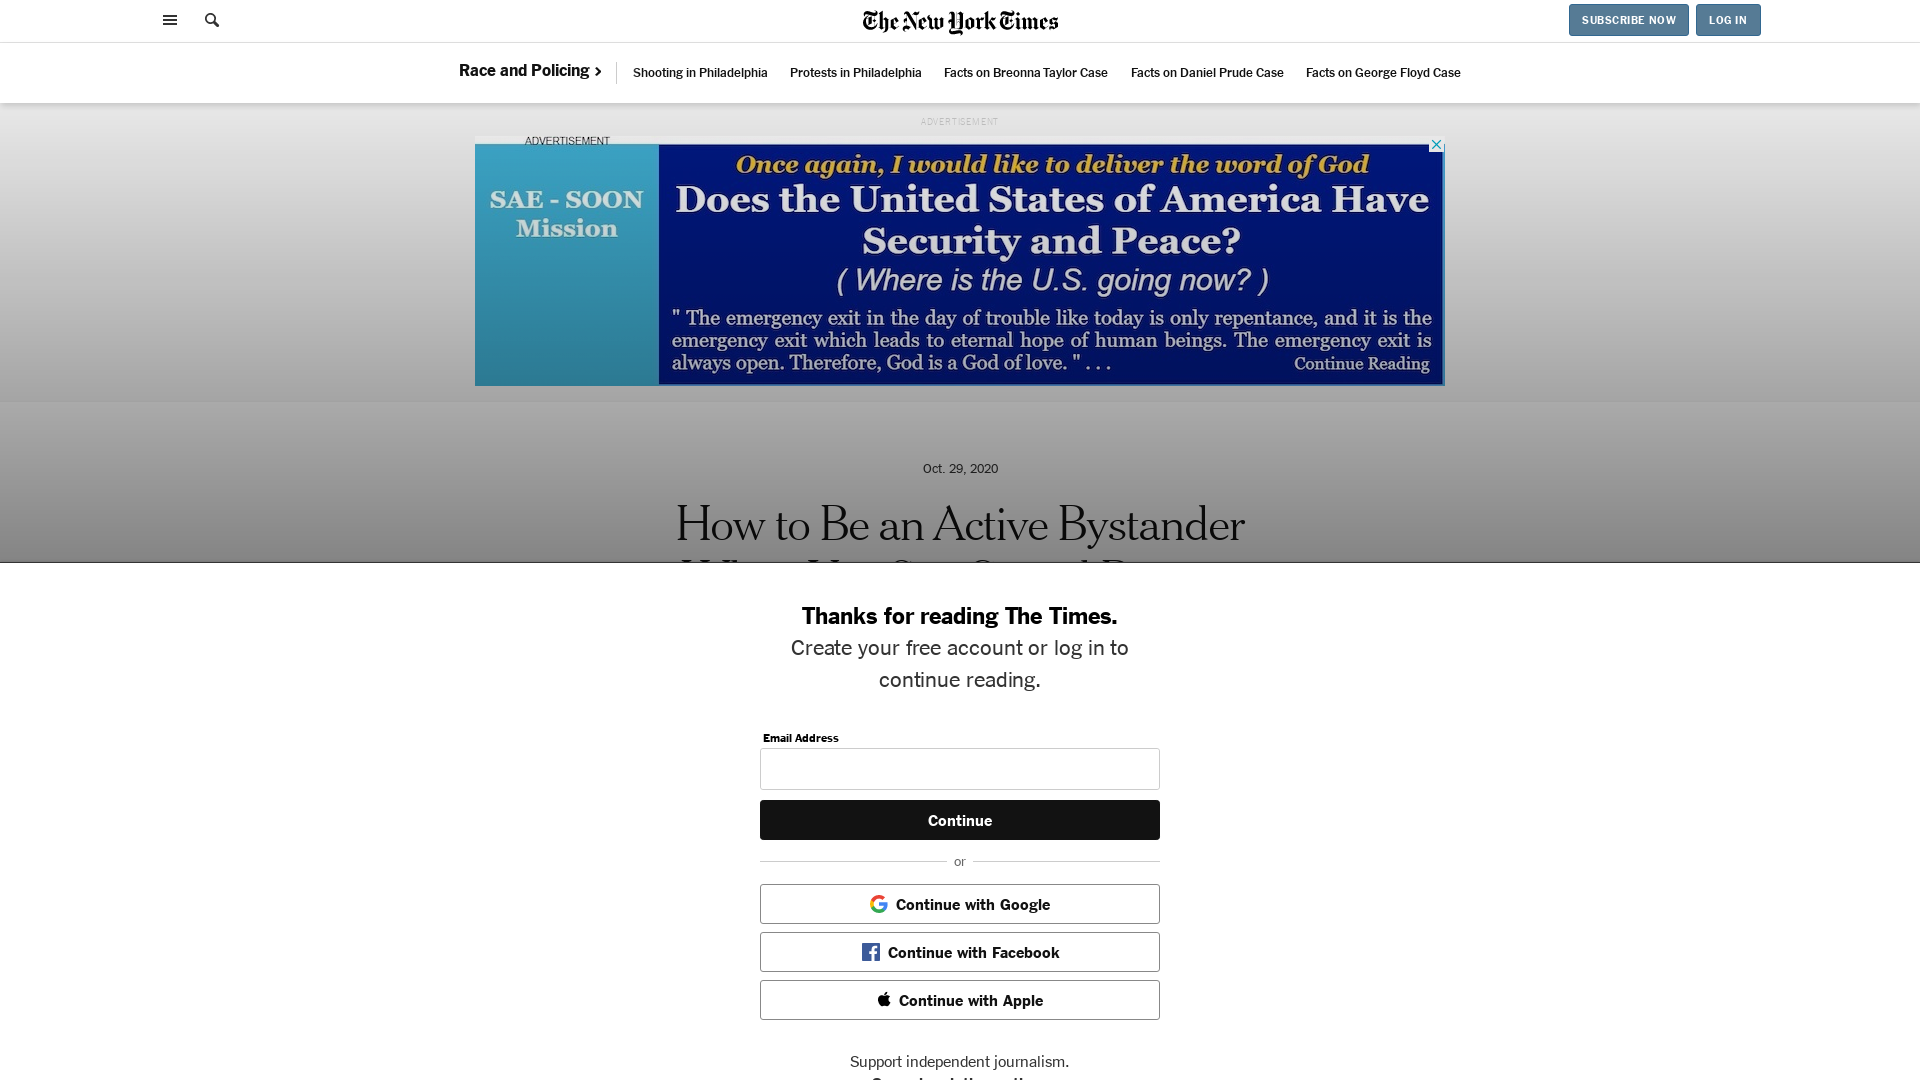 The New York Times
SUBSCRIBE NOW
LOG IN
Race and Policing
Shooting in Philadelphia
Protests in Philadelphia
Facts on Breonna Taylor Case
Facts on Daniel Prude Case
Facts on George Floyd Case
ADVERTISEMENT
ADVERTISEMENT
SAE - SOON
Mission
Once again, I would like to deliver the word of God
Does the United States of America Have
Security and Peace?
( Where is the U.S. going now? )
" The emergency exit in the day of trouble like today is only repentance, and it is the
emergency exit which leads to eternal hope of human beings. The emergency exit is
always open. Therefore, God is a God of love. " . . .
Continue Reading
Oct. 29, 2020
How to Be an Active Bystander
Thanks for reading The Times.
Create your free account or log in to
continue reading.
Email Address
Continue
or
Continue with Google
Continue with Facebook
Continue with Apple
Support independent journalism.